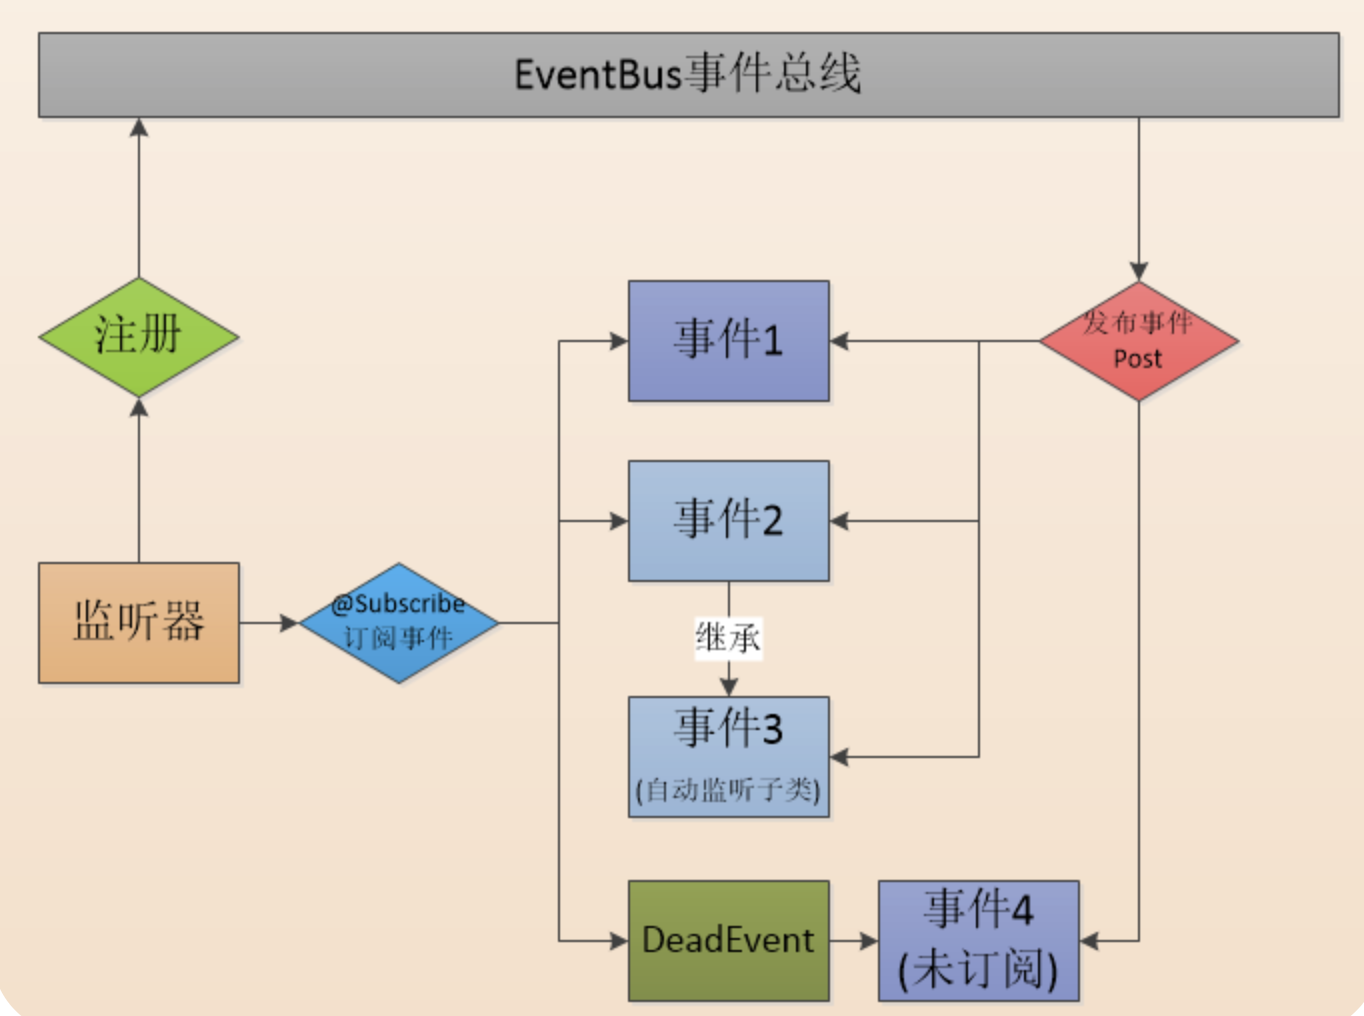 EventBus事件总线
注册
事件1
发布事件
Post
事件2
监听器
@Subscribe
订阅事件
继承
事件3
(自动监听子类)
DeadEvent
事件4
(未订阅)